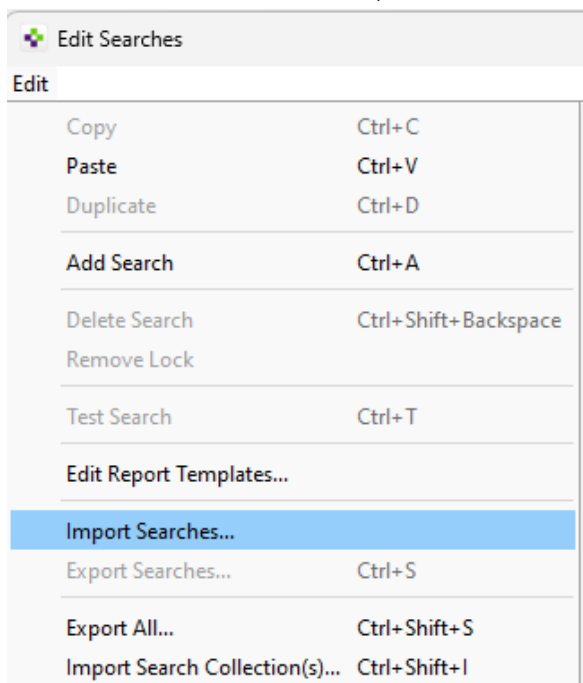 Edit Searches
Edit
Copy Ctrl+C
Paste Ctrl+V
Duplicate Ctrl+D
Add Search Ctrl+A
Delete Search Ctrl+Shift+Backspace
Remove Lock
Test Search Ctrl+T
Edit Report Templates...
Import Searches...
Export Searches... Ctrl+S
Export All... Ctrl+Shift+S
Import Search Collection(s)... Ctrl+Shift+I